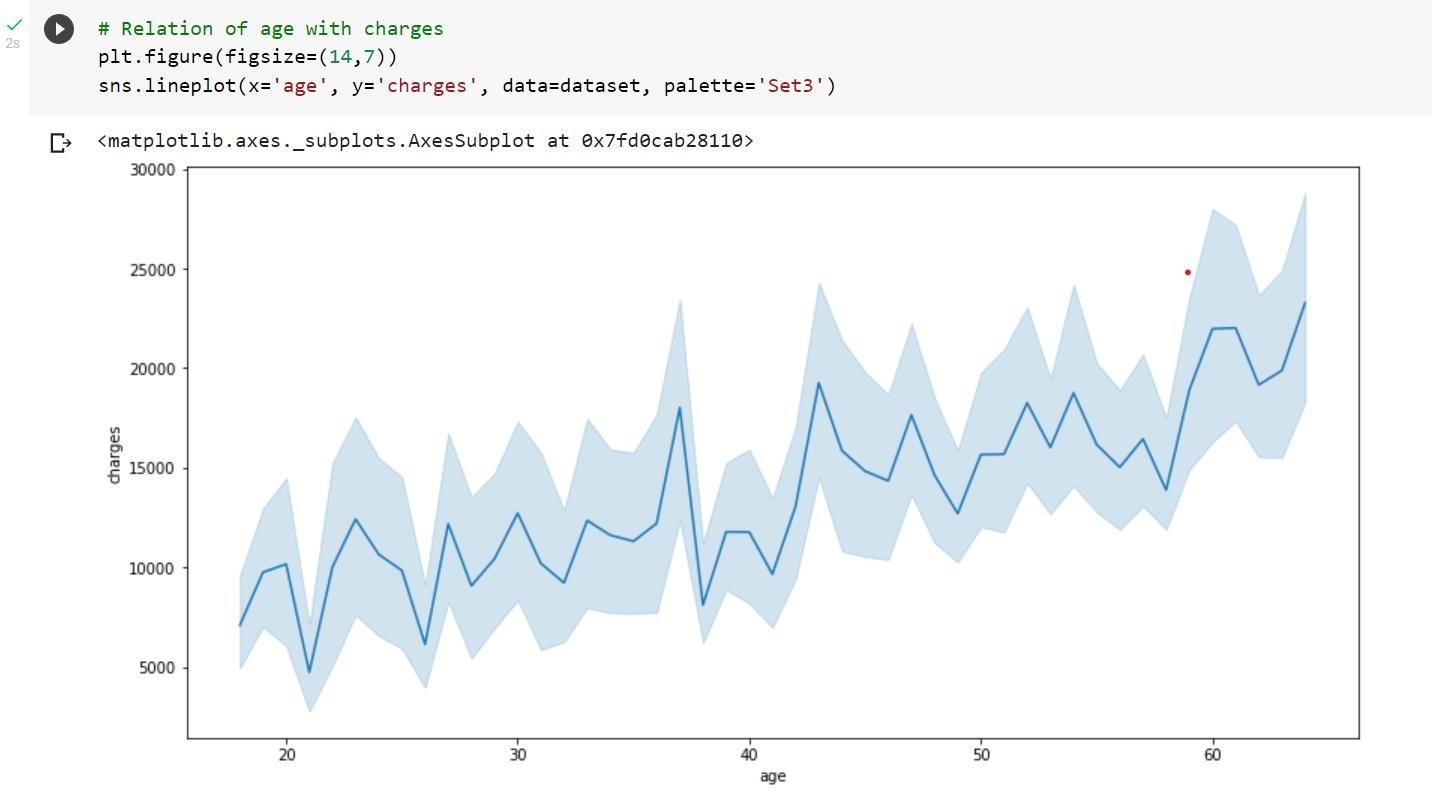 # Relation of age with charges
2s
plt.figure(figsize=(14,7))
sns.lineplot(x='age', y='charges', data=dataset, palette='Set3')
<matplotlib.axes._subplots.AxesSubplot at 0x7fd0cab28110>
30000
25000
20000
15000
10000
5000
charges
20 30 40 50 60
age